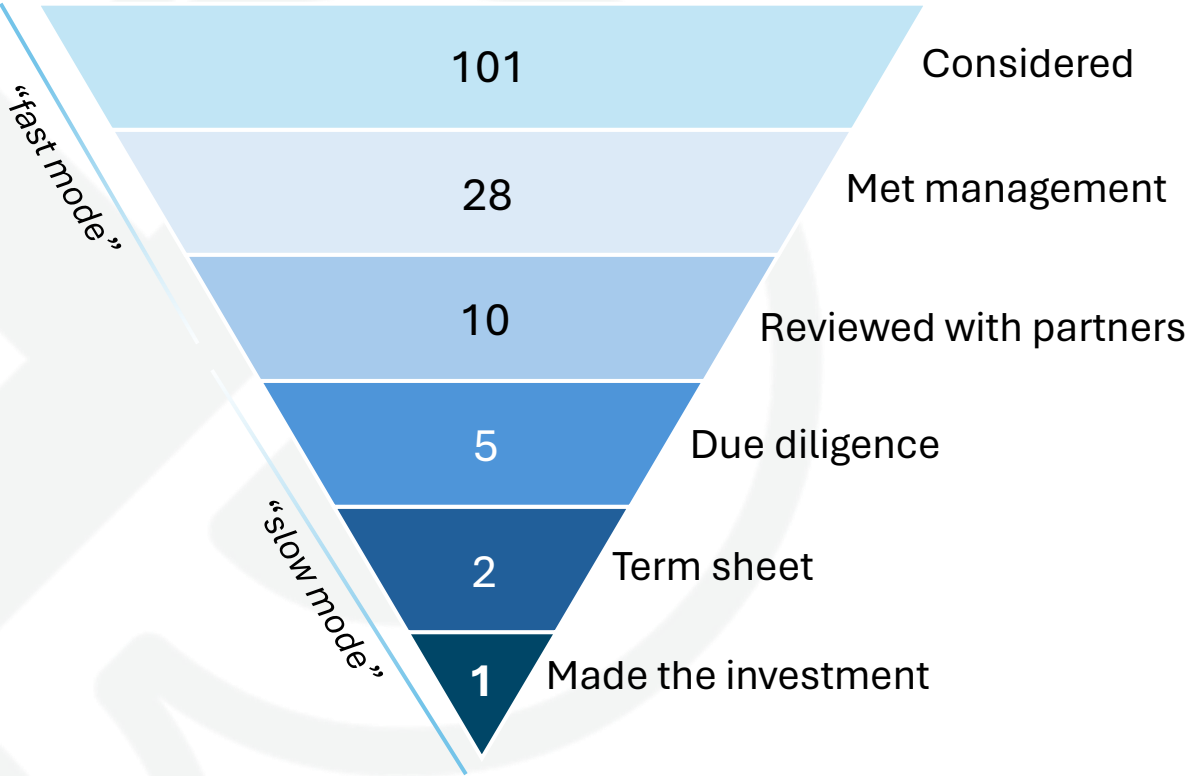 101
Considered
“fast mode”
28
Met management
10
Reviewed with partners
5
Due diligence
“slow mode”
2
Term sheet
1
Made the investment